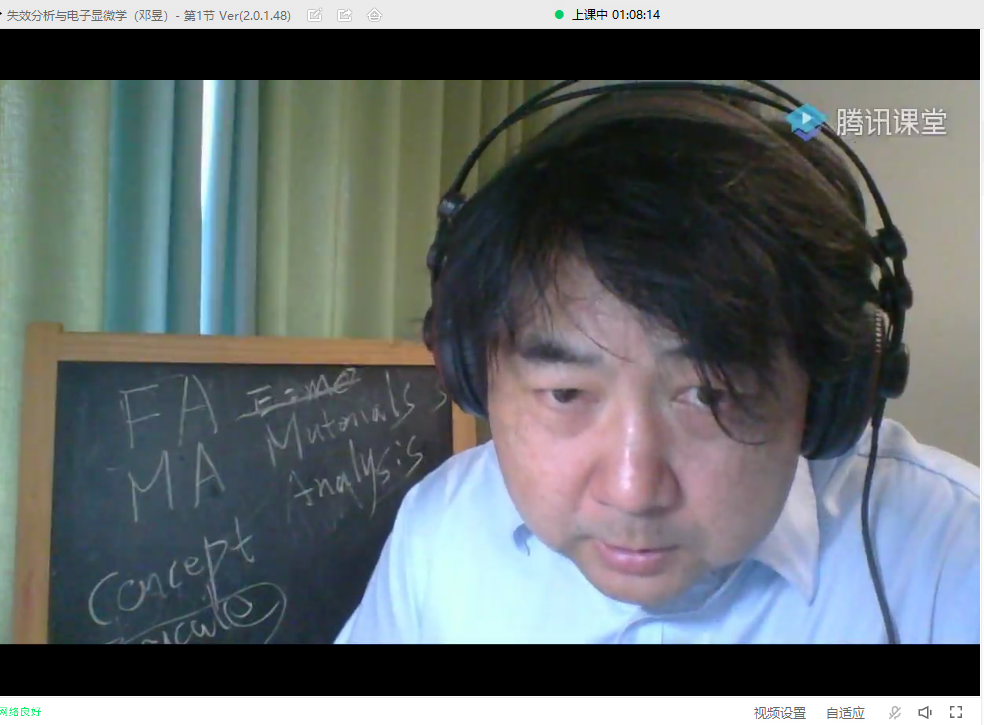 失效分析与电子显微学（邓昱）- 第1节 Ver(2.0.1.48)
上课中 01:08:14
腾讯课堂
FA
MA
Materials
Analysis
Concept
网络良好
视频设置 自适应